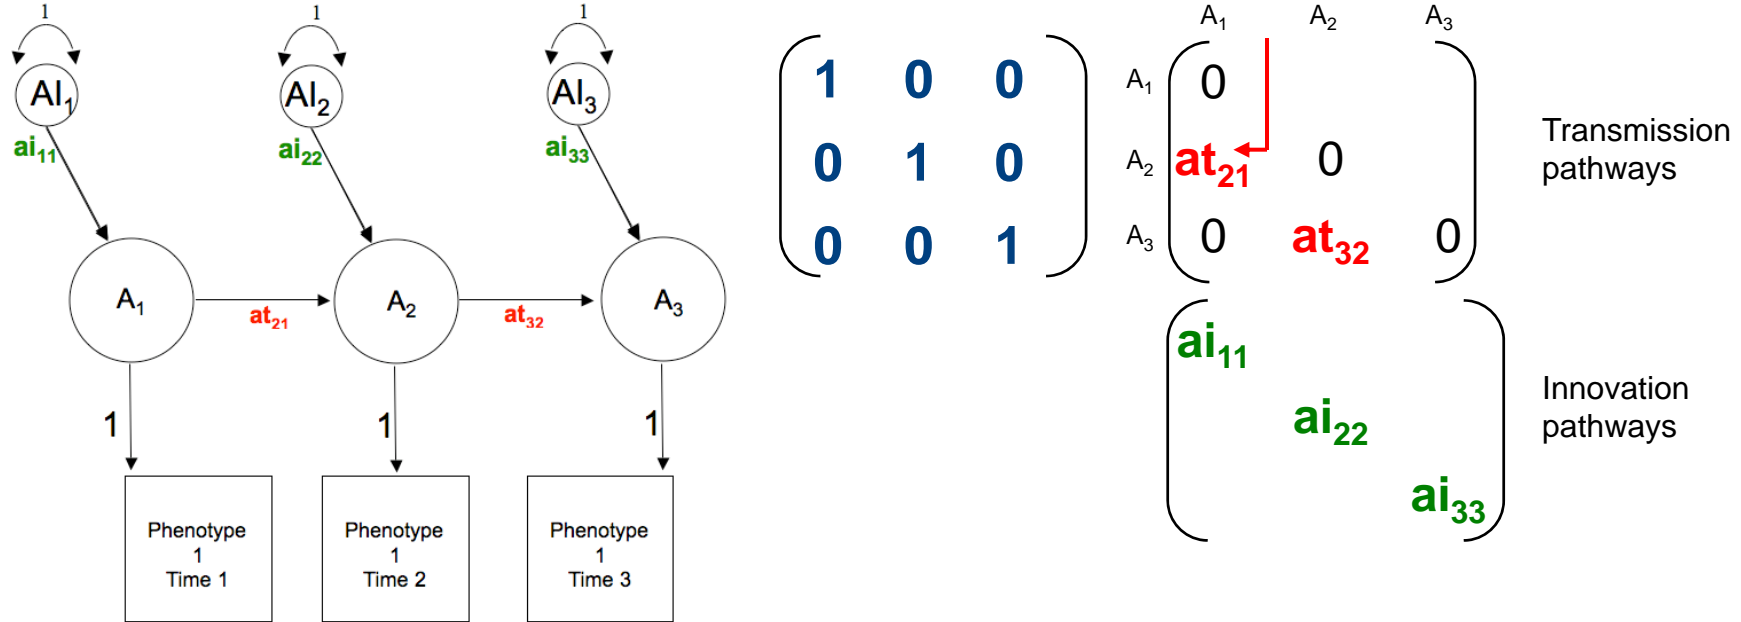 1 1 1
AI₁ AI₂ AI₃
ai₁₁ ai₂₂ ai₃₃
A₁ A₂ A₃
at₂₁ at₃₂
1 1 1
Phenotype
1
Time 1
Phenotype
1
Time 2
Phenotype
1
Time 3
1 0 0
0 1 0
0 0 1
A₁ A₂ A₃
A₁ 0
A₂ at₂₁ 0
A₃ 0 at₃₂ 0
Transmission
pathways
ai₁₁
ai₂₂
ai₃₃
Innovation
pathways